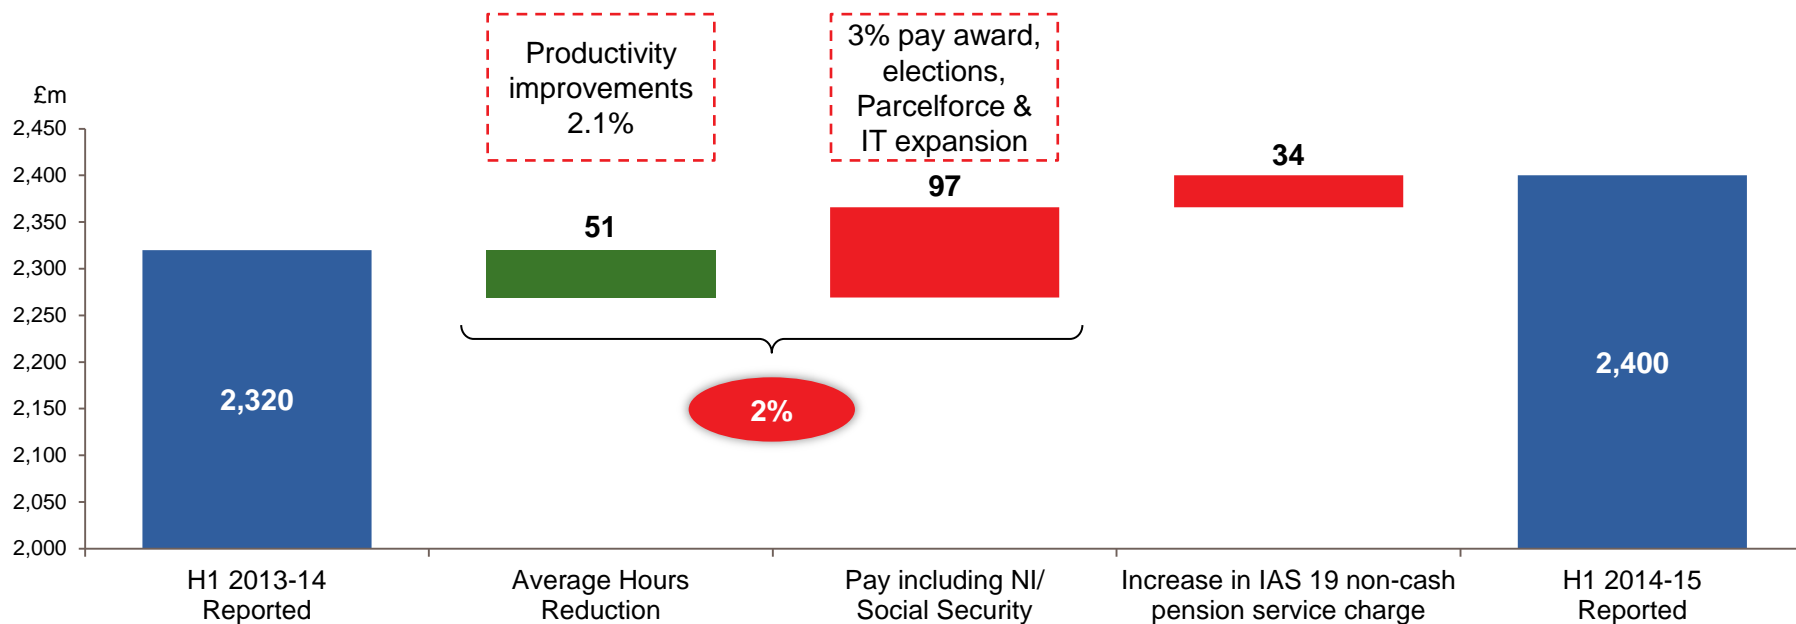 Productivity
improvements
2.1%
3% pay award,
elections,
Parcelforce &
IT expansion
£m
2,450
2,400
2,350
2,300
2,250
2,200
2,150
2,100
2,050
2,000
2,320
51
97
34
2,400
2%
H1 2013-14
Reported
Average Hours
Reduction
Pay including NI/
Social Security
Increase in IAS 19 non-cash
pension service charge
H1 2014-15
Reported